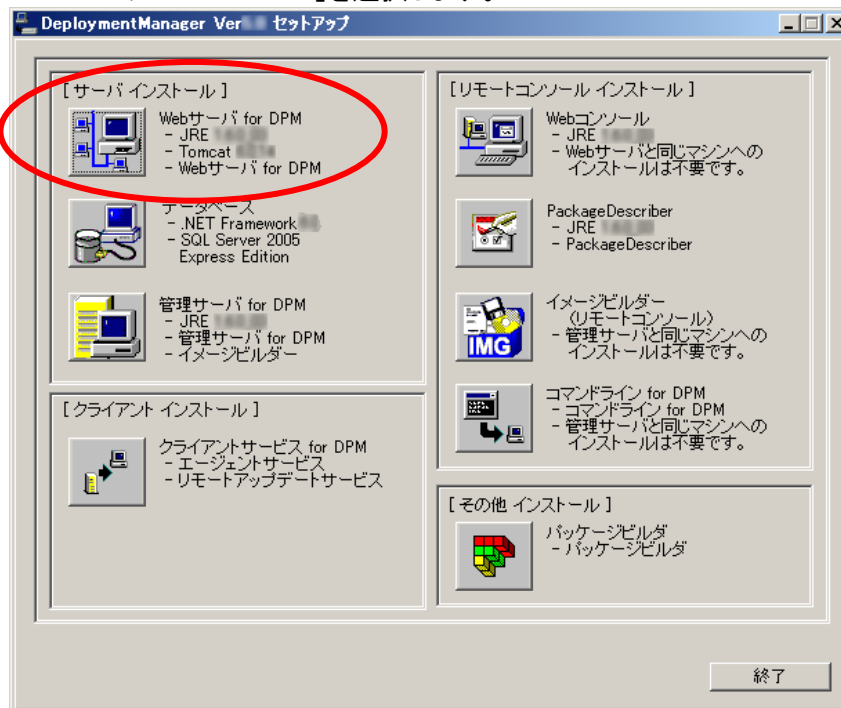 を選択します。
DeploymentManager Ver セットアップ
[ サーバ インストール ]
Webサーバ for DPM
- JRE
- Tomcat
- Webサーバ for DPM
データベース
- .NET Framework
- SQL Server 2005
Express Edition
管理サーバ for DPM
- JRE
- 管理サーバ for DPM
- イメージビルダー
[ クライアント インストール ]
クライアントサービス for DPM
- エージェントサービス
- リモートアップデートサービス
[ リモートコンソール インストール ]
Webコンソール
- JRE
- Webサーバと同じマシンへの
インストールは不要です。
PackageDescriber
- JRE
- PackageDescriber
IMG
イメージビルダー
(リモートコンソール)
- 管理サーバと同じマシンへの
インストールは不要です。
コマンドライン for DPM
- コマンドライン for DPM
- 管理サーバと同じマシンへの
インストールは不要です。
[ その他 インストール ]
パッケージビルダ
- パッケージビルダ
終了